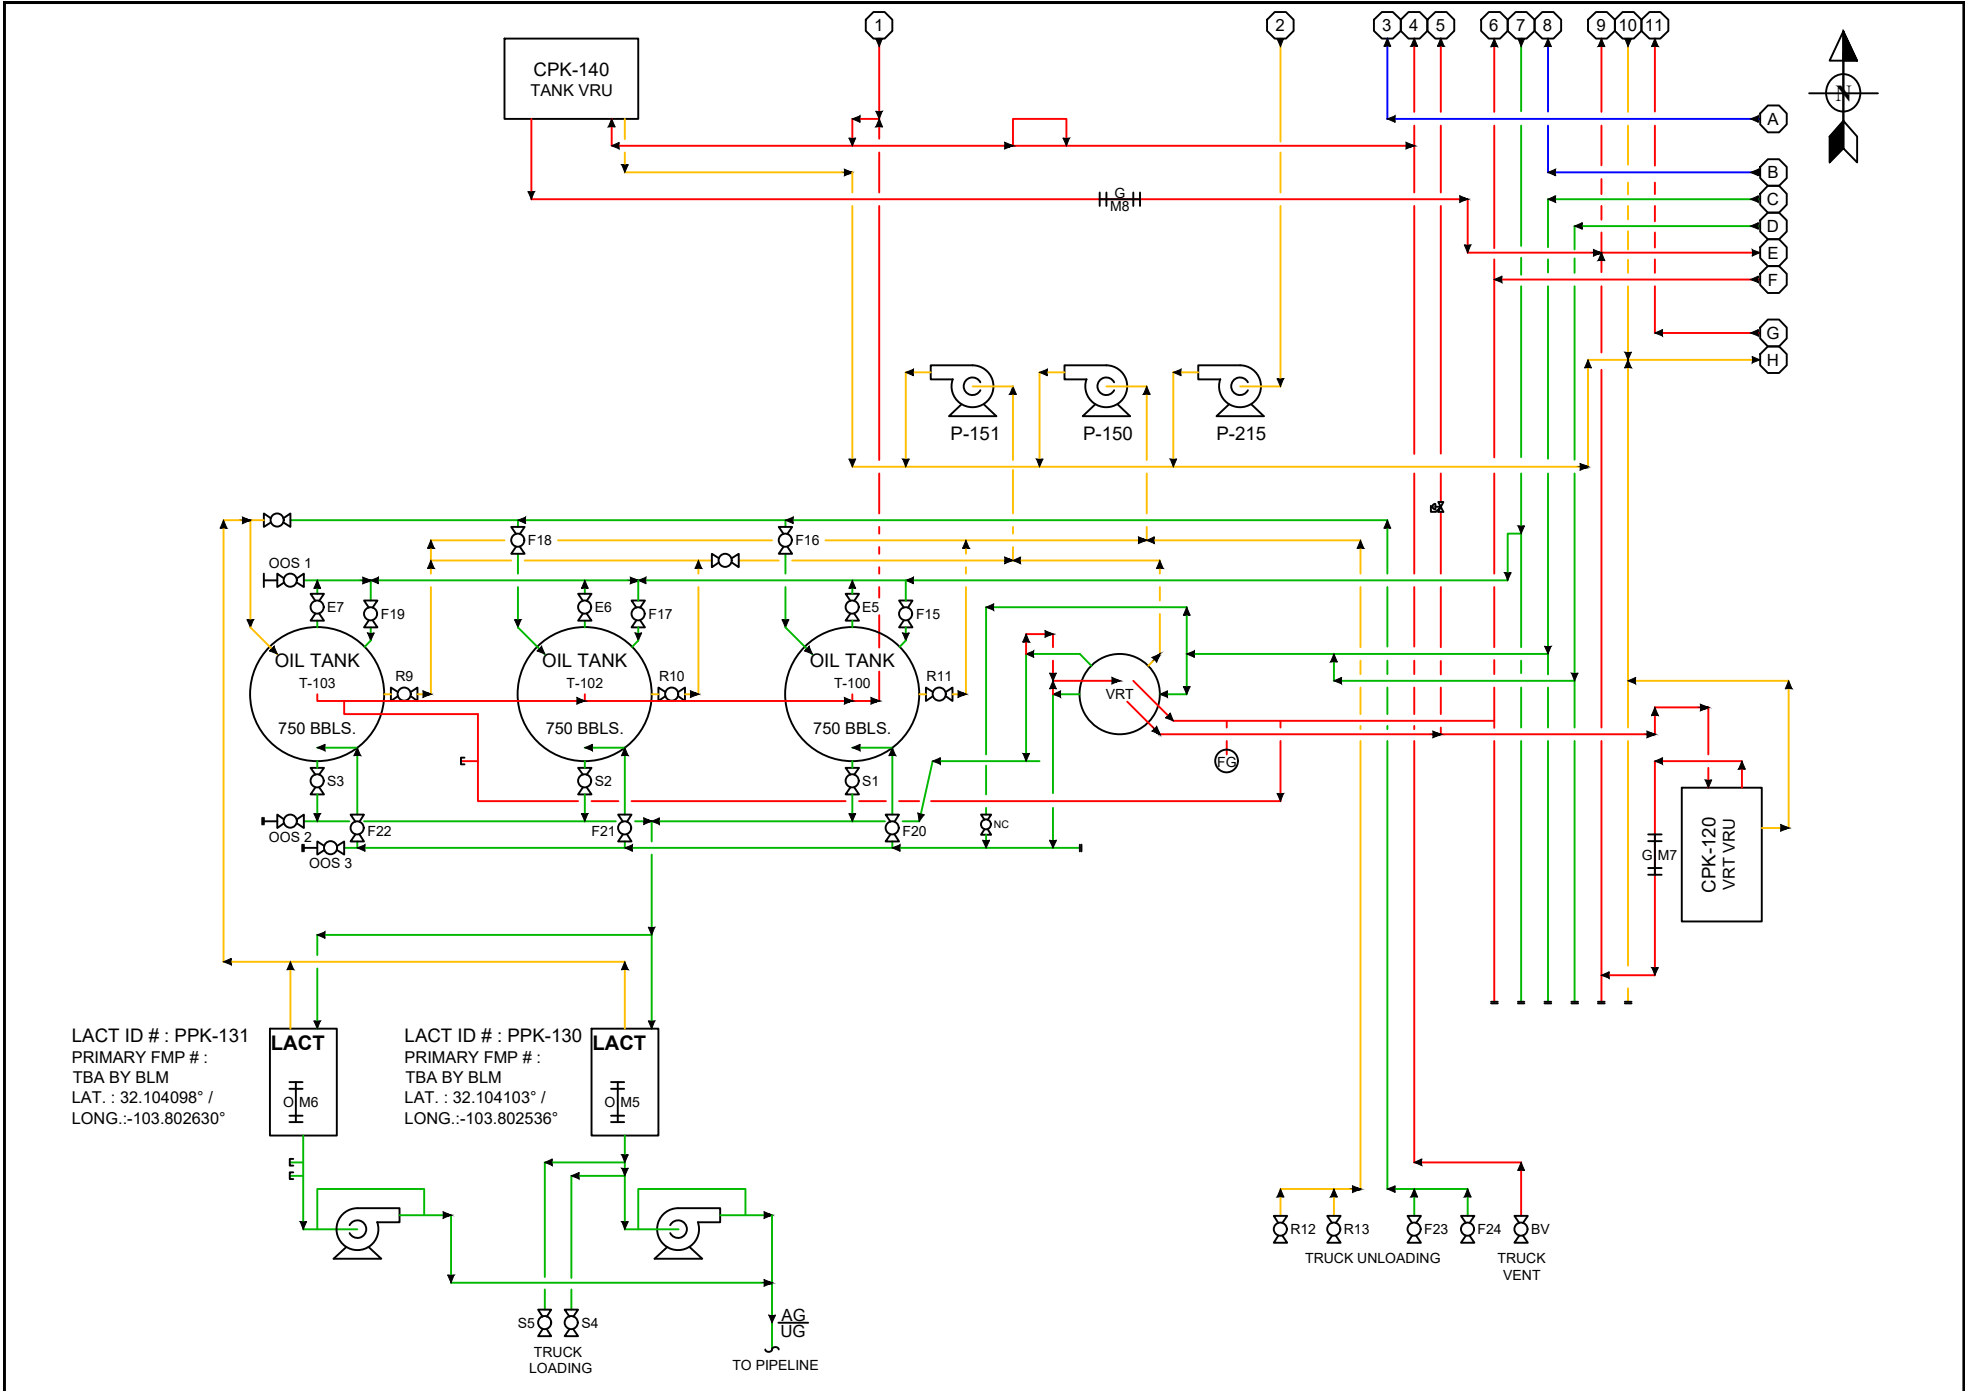 1
2
3
4
5
6
7
8
9
10
11
CPK-140
TANK VRU
N
A
B
C
D
E
F
G
H
G
M8
P-151
P-150
P-215
F18
F16
OOS 1
E7
F19
E6
F17
E5
F15
OIL TANK
T-103
750 BBLS.
R9
OIL TANK
T-102
750 BBLS.
R10
OIL TANK
T-100
750 BBLS.
R11
VRT
FG
S3
S2
S1
OOS 2
F22
F21
F20
NC
OOS 3
G M7
CPK-120
VRT VRU
LACT ID # : PPK-131
PRIMARY FMP # :
TBA BY BLM
LAT. : 32.104098° /
LONG.:-103.802630°
LACT
O M6
LACT ID # : PPK-130
PRIMARY FMP # :
TBA BY BLM
LAT. : 32.104103° /
LONG.:-103.802536°
LACT
O M5
R12
R13
F23
F24
BV
TRUCK UNLOADING
TRUCK
VENT
S5
S4
TRUCK
LOADING
AG
UG
TO PIPELINE